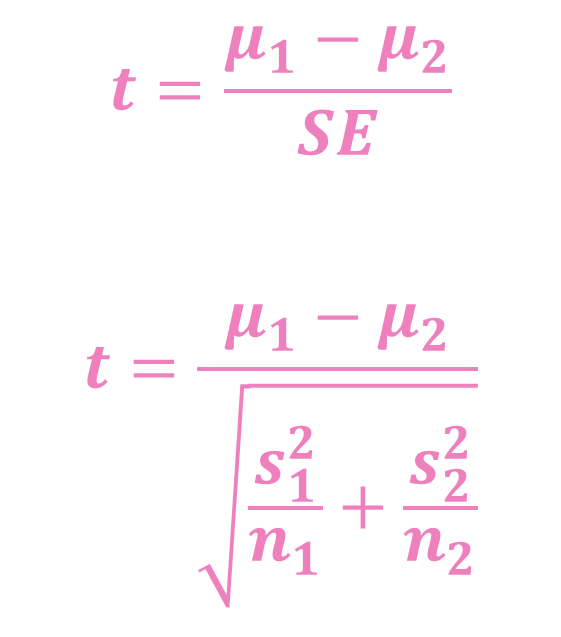 t = μ₁ − μ₂ / SE
t = μ₁ − μ₂ / √(s₁²/n₁ + s₂²/n₂)